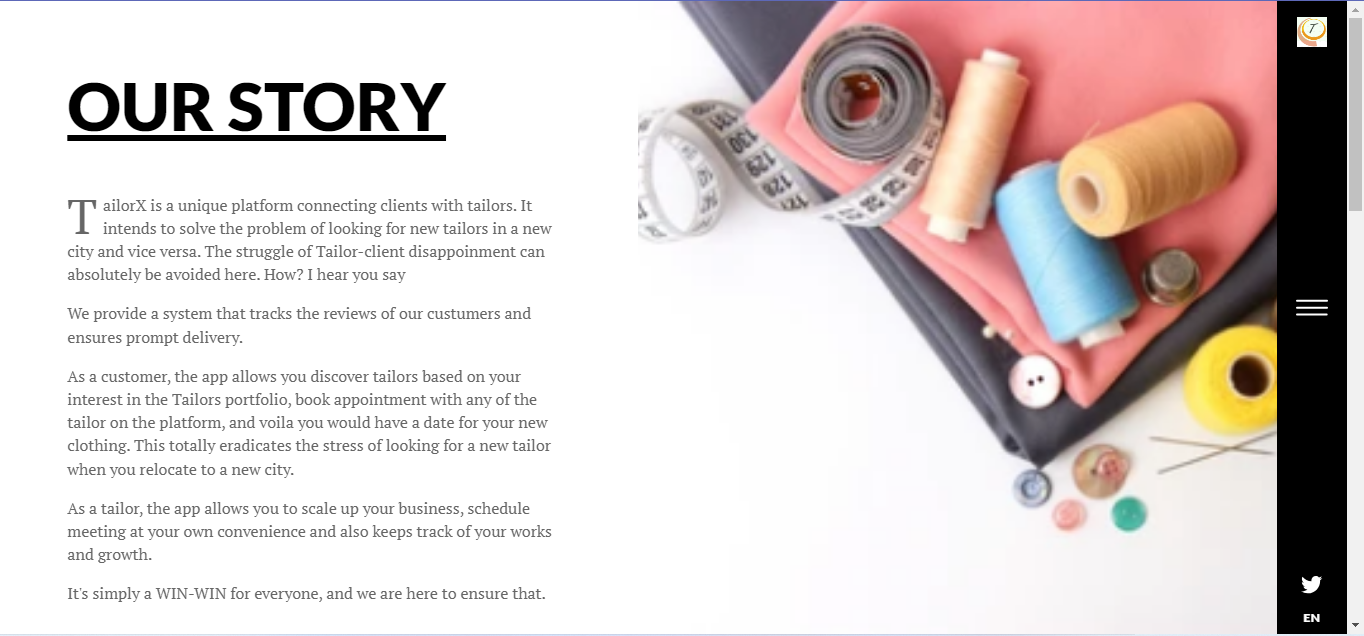 OUR STORY
TailorX is a unique platform connecting clients with tailors. It
intends to solve the problem of looking for new tailors in a new
city and vice versa. The struggle of Tailor-client disappoinment can
absolutely be avoided here. How? I hear you say
We provide a system that tracks the reviews of our custumers and
ensures prompt delivery.
As a customer, the app allows you discover tailors based on your
interest in the Tailors portfolio, book appointment with any of the
tailor on the platform, and voila you would have a date for your new
clothing. This totally eradicates the stress of looking for a new tailor
when you relocate to a new city.
As a tailor, the app allows you to scale up your business, schedule
meeting at your own convenience and also keeps track of your works
and growth.
It's simply a WIN-WIN for everyone, and we are here to ensure that.
131
130
129
128
T
EN